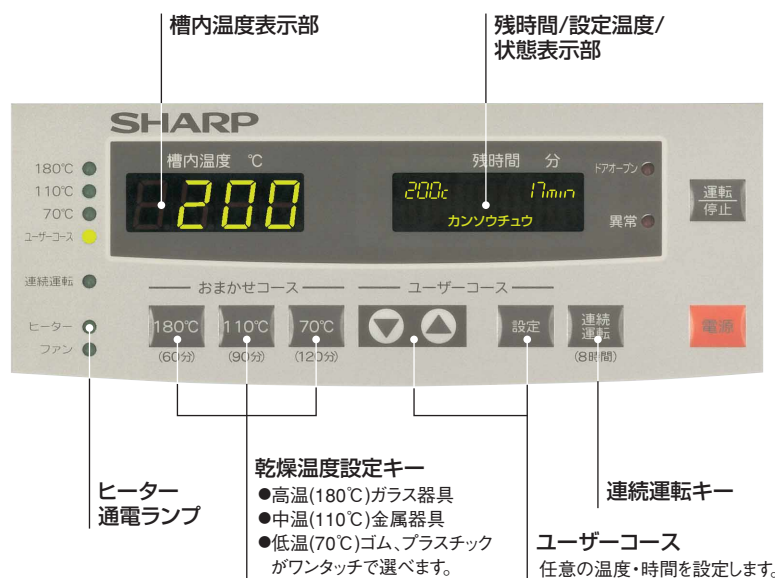 槽内温度表示部
残時間/設定温度/
状態表示部
SHARP
槽内温度 ℃
残時間 分
180℃
110℃
70℃
ユーザーコース
200
200c 17min
カンソウチュウ
ドアオープン
異常
運転
停止
連続運転
おまかせコース
ユーザーコース
ヒーター
ファン
180℃
(60分)
110℃
(90分)
70℃
(120分)
設定
連続
運転
(8時間)
電源
ヒーター
通電ランプ
乾燥温度設定キー
●高温(180℃)ガラス器具
●中温(110℃)金属器具
●低温(70℃)ゴム、プラスチック
がワンタッチで選べます。
連続運転キー
ユーザーコース
任意の温度・時間を設定します。